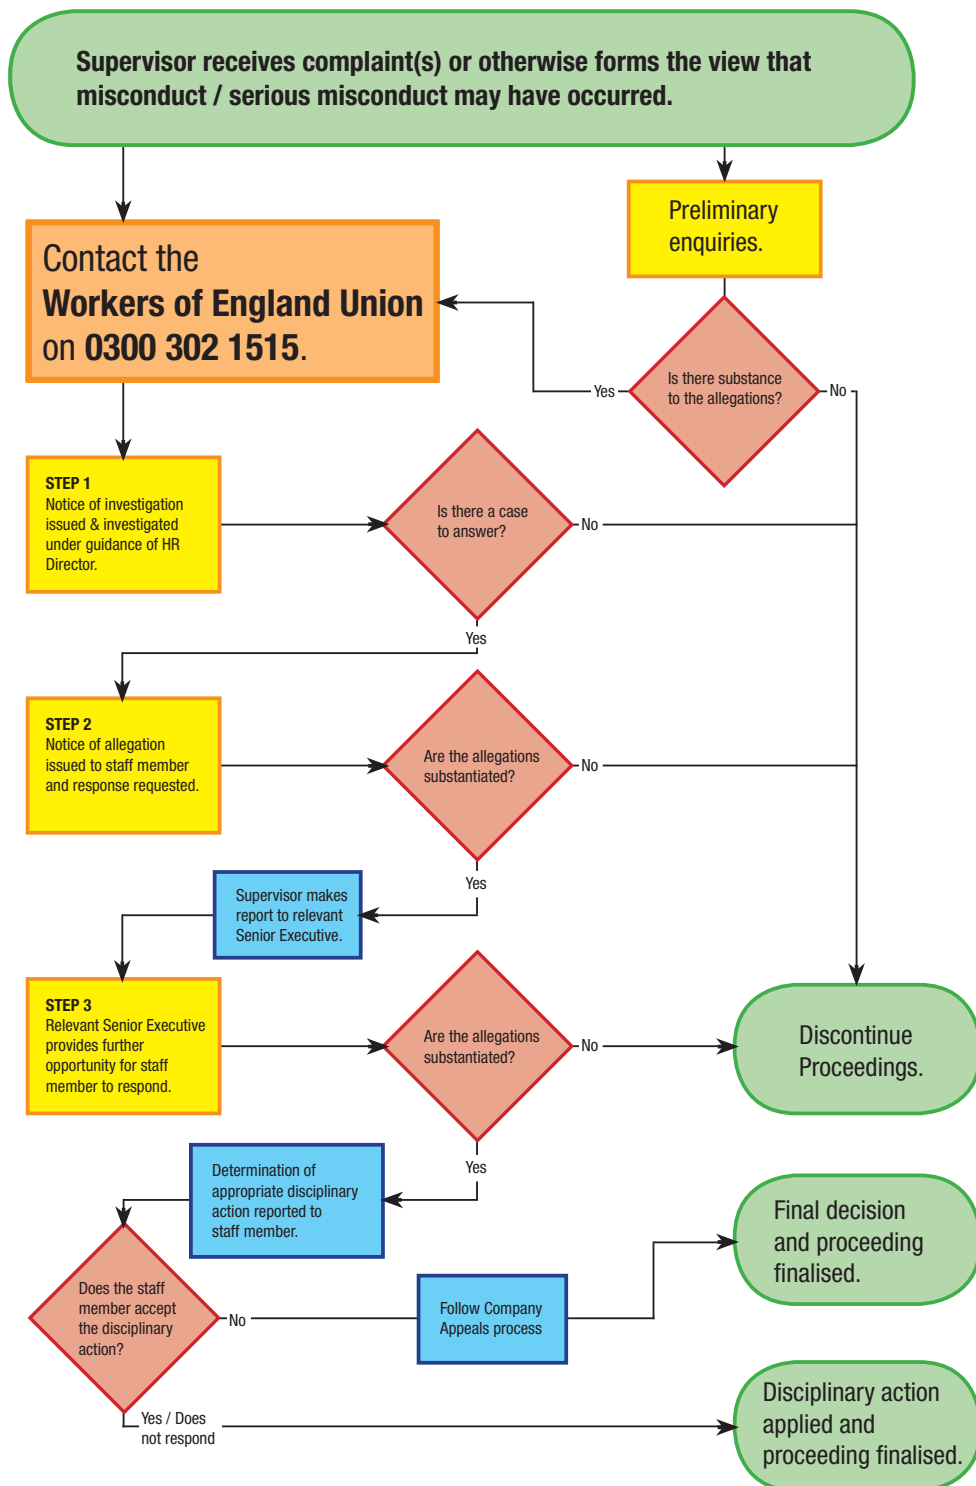 Supervisor receives complaint(s) or otherwise forms the view that
misconduct / serious misconduct may have occurred.
Preliminary
enquiries.
Contact the
Workers of England Union
on 0300 302 1515.
Is there substance
to the allegations?
Yes
No
STEP 1
Notice of investigation
issued & investigated
under guidance of HR
Director.
Is there a case
to answer?
No
Yes
STEP 2
Notice of allegation
issued to staff member
and response requested.
Are the allegations
substantiated?
No
Yes
Supervisor makes
report to relevant
Senior Executive.
STEP 3
Relevant Senior Executive
provides further
opportunity for staff
member to respond.
Are the allegations
substantiated?
No
Discontinue
Proceedings.
Yes
Determination of
appropriate disciplinary
action reported to
staff member.
Final decision
and proceeding
finalised.
Does the staff
member accept
the disciplinary
action?
No
Follow Company
Appeals process
Yes / Does
not respond
Disciplinary action
applied and
proceeding finalised.